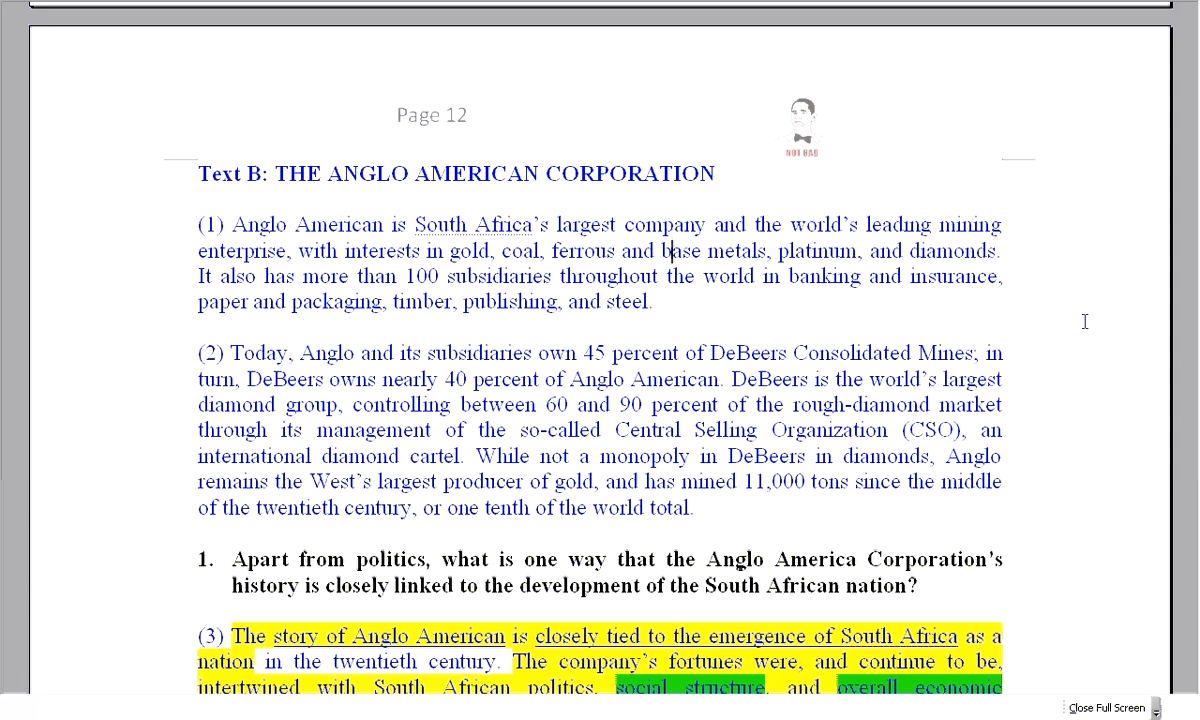 Page 12
NOT BAD
Text B: THE ANGLO AMERICAN CORPORATION
(1) Anglo American is South Africa's largest company and the world's leading mining
enterprise, with interests in gold, coal, ferrous and base metals, platinum, and diamonds.
It also has more than 100 subsidiaries throughout the world in banking and insurance,
paper and packaging, timber, publishing, and steel.
(2) Today, Anglo and its subsidiaries own 45 percent of DeBeers Consolidated Mines; in
turn, DeBeers owns nearly 40 percent of Anglo American. DeBeers is the world's largest
diamond group, controlling between 60 and 90 percent of the rough-diamond market
through its management of the so-called Central Selling Organization (CSO), an
international diamond cartel. While not a monopoly in DeBeers in diamonds, Anglo
remains the West's largest producer of gold, and has mined 11,000 tons since the middle
of the twentieth century, or one tenth of the world total.
1. Apart from politics, what is one way that the Anglo America Corporation's
history is closely linked to the development of the South African nation?
(3) The story of Anglo American is closely tied to the emergence of South Africa as a
nation in the twentieth century. The company's fortunes were, and continue to be,
intertwined with South African politics, social structure, and overall economic
Close Full Screen